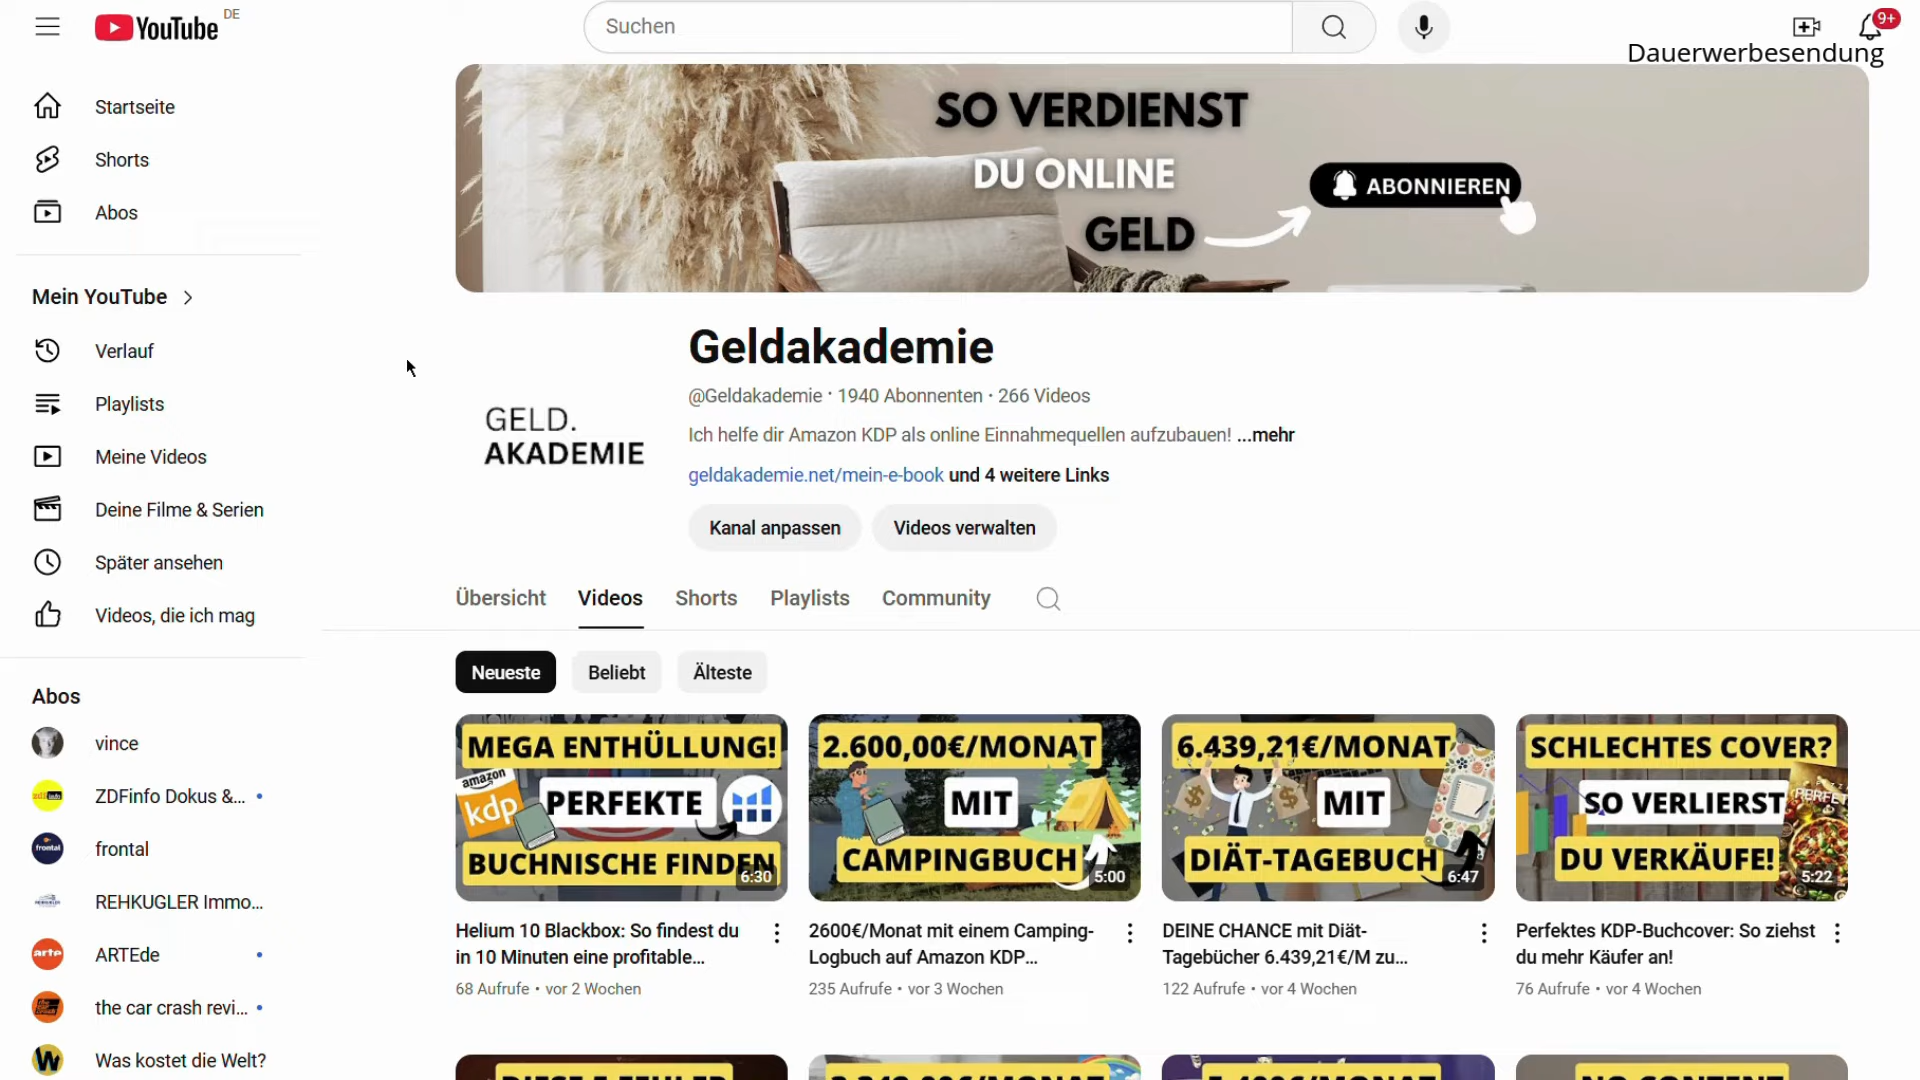 YouTube DE
Suchen
9+
Dauerwerbesendung
Startseite
Shorts
Abos
Mein YouTube
Verlauf
Playlists
Meine Videos
Deine Filme & Serien
Später ansehen
Videos, die ich mag
Abos
vince
ZDFinfo Dokus &...
frontal
frontal
REHKUGLER Immo...
arte
ARTEde
the car crash revi...
W
Was kostet die Welt?
SO VERDIENST
DU ONLINE
GELD
ABONNIEREN
GELD.
AKADEMIE
Geldakademie
@Geldakademie · 1940 Abonnenten · 266 Videos
Ich helfe dir Amazon KDP als online Einnahmequellen aufzubauen! ...mehr
geldakademie.net/mein-e-book und 4 weitere Links
Kanal anpassen
Videos verwalten
Übersicht Videos Shorts Playlists Community
Neueste Beliebt Älteste
MEGA ENTHÜLLUNG!
amazon
kdp
PERFEKTE
BUCHNISCHE FINDEN
6:30
Helium 10 Blackbox: So findest du
in 10 Minuten eine profitable...
68 Aufrufe • vor 2 Wochen
2.600,00€/MONAT
MIT
CAMPINGBUCH
5:00
2600€/Monat mit einem Camping-
Logbuch auf Amazon KDP...
235 Aufrufe • vor 3 Wochen
6.439,21€/MONAT
MIT
DIÄT-TAGEBUCH
6:47
DEINE CHANCE mit Diät-
Tagebücher 6.439,21€/M zu...
122 Aufrufe • vor 4 Wochen
SCHLECHTES COVER?
SO VERLIERST
DU VERKÄUFE!
5:22
Perfektes KDP-Buchcover: So ziehst
du mehr Käufer an!
76 Aufrufe • vor 4 Wochen